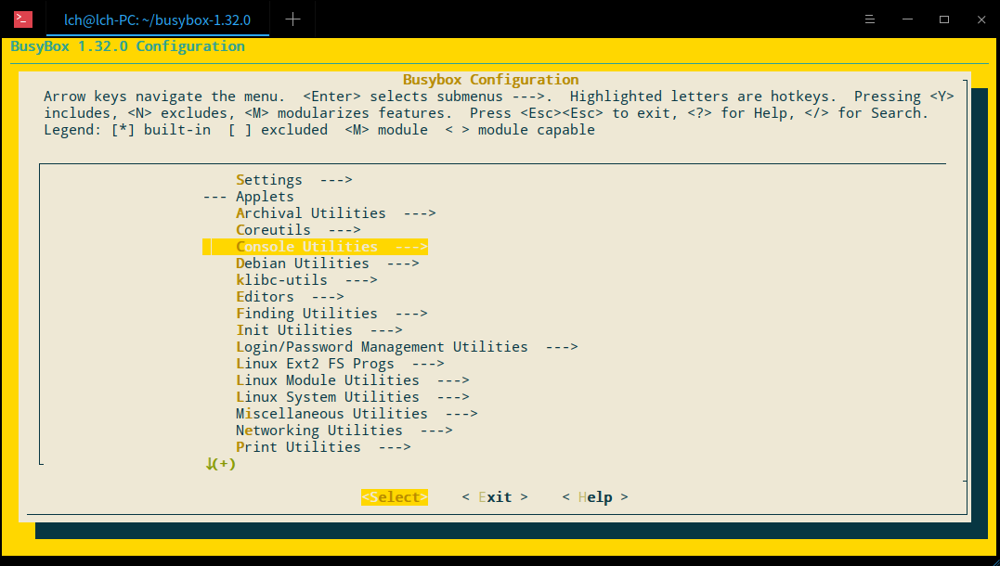 lch@lch-PC: ~/busybox-1.32.0
BusyBox 1.32.0 Configuration
Busybox Configuration
Arrow keys navigate the menu.  <Enter> selects submenus --->.  Highlighted letters are hotkeys.  Pressing <Y>
includes, <N> excludes, <M> modularizes features.  Press <Esc><Esc> to exit, <?> for Help, </> for Search.
Legend: [*] built-in  [ ] excluded  <M> module  < > module capable
Settings  --->
--- Applets
Archival Utilities  --->
Coreutils  --->
Console Utilities  --->
Debian Utilities  --->
klibc-utils  --->
Editors  --->
Finding Utilities  --->
Init Utilities  --->
Login/Password Management Utilities  --->
Linux Ext2 FS Progs  --->
Linux Module Utilities  --->
Linux System Utilities  --->
Miscellaneous Utilities  --->
Networking Utilities  --->
Print Utilities  --->
↓(+)
<Select>    < Exit >    < Help >